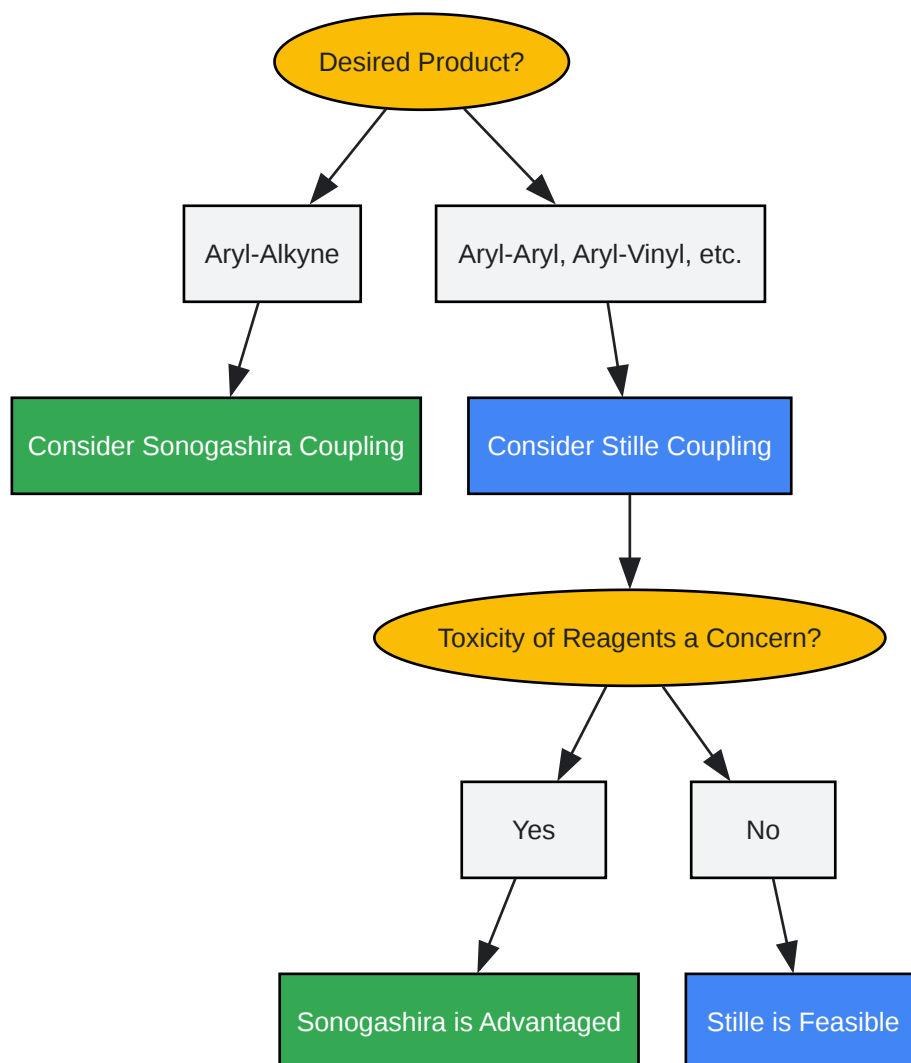 Desired Product?
Aryl-Alkyne
Aryl-Aryl, Aryl-Vinyl, etc.
Consider Sonogashira Coupling
Consider Stille Coupling
Toxicity of Reagents a Concern?
Yes
No
Sonogashira is Advantaged
Stille is Feasible